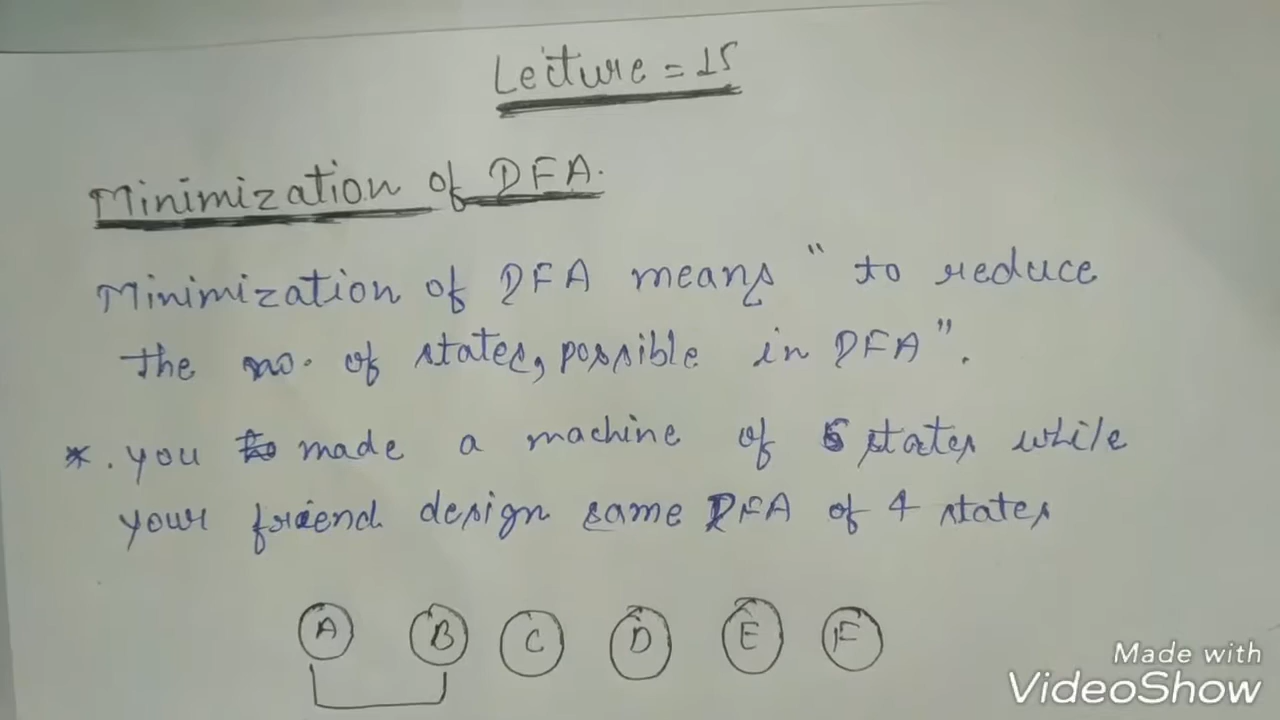 Lecture = 15
Minimization of DFA.
Minimization of DFA means " to reduce
the no. of states, possible in DFA ".
*. you made a machine of 5 states while
your friend design same DFA of 4 states
A B C D E F
Made with
VideoShow